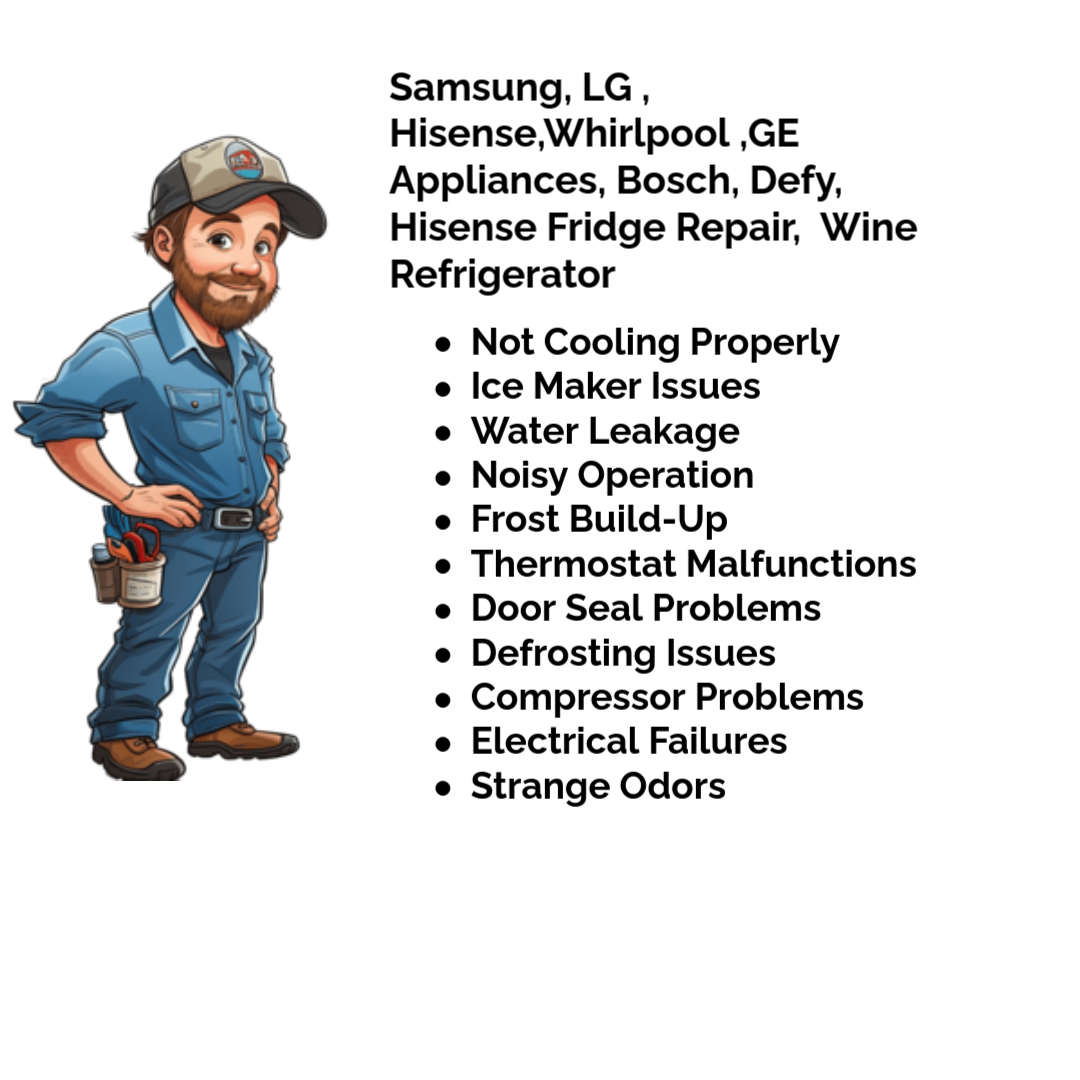 Samsung, LG ,
Hisense,Whirlpool ,GE
Appliances, Bosch, Defy,
Hisense Fridge Repair,  Wine
Refrigerator
• Not Cooling Properly
• Ice Maker Issues
• Water Leakage
• Noisy Operation
• Frost Build-Up
• Thermostat Malfunctions
• Door Seal Problems
• Defrosting Issues
• Compressor Problems
• Electrical Failures
• Strange Odors